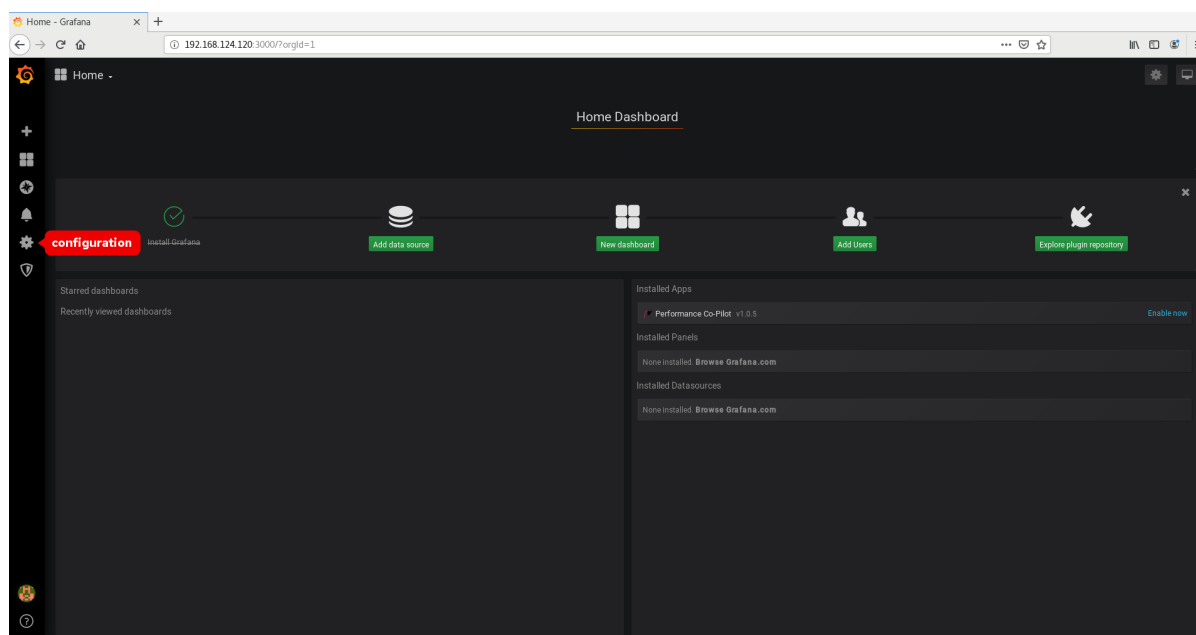 Home - Grafana
192.168.124.120:3000/?orgId=1
Home
Home Dashboard
configuration
Install Grafana
Add data source
New dashboard
Add Users
Explore plugin repository
Starred dashboards
Recently viewed dashboards
Installed Apps
Performance Co-Pilot v1.0.5
Enable now
Installed Panels
None installed. Browse Grafana.com
Installed Datasources
None installed. Browse Grafana.com